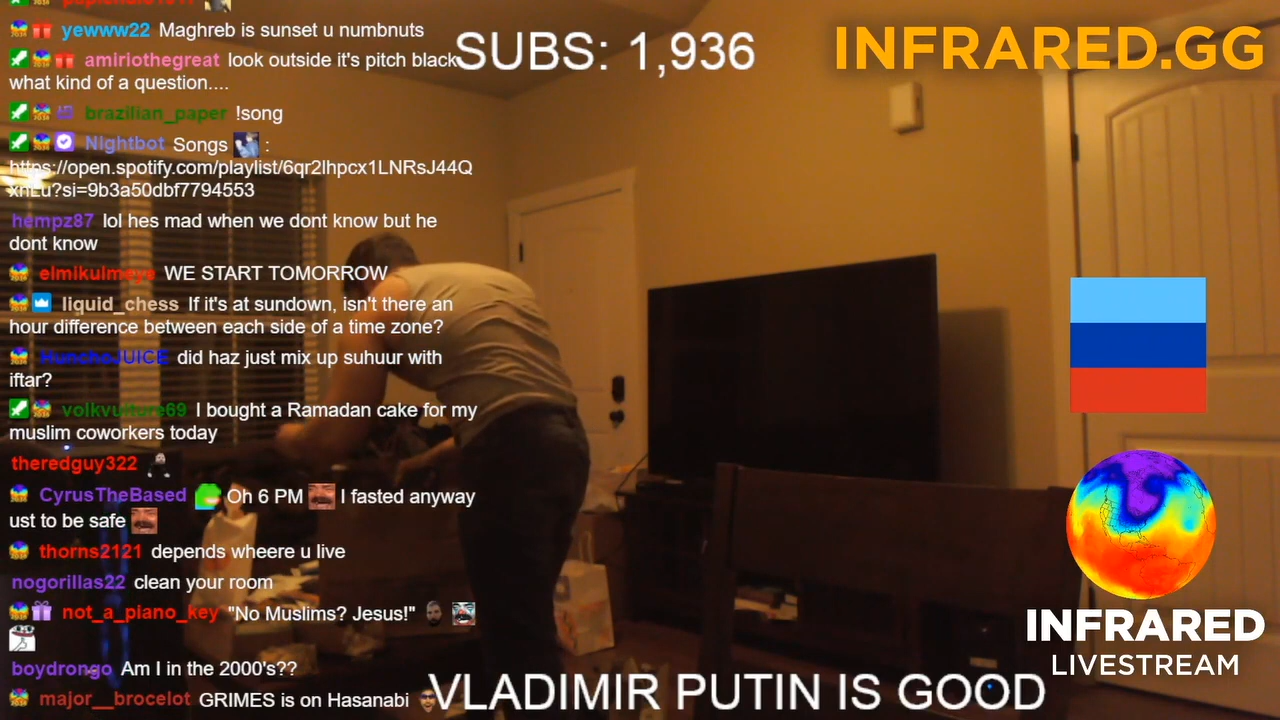 yewww22 Maghreb is sunset u numbnuts
amiriothegreat look outside it's pitch black
what kind of a question....
brazilian_paper !song
Nightbot Songs :
https://open.spotify.com/playlist/6qr2lhpcx1LNRsJ44Q
?si=9b3a50dbf7794553
hempz87 lol hes mad when we dont know but he
dont know
WE START TOMORROW
liquid_chess If it's at sundown, isn't there an
hour difference between each side of a time zone?
HunchoJUICE did haz just mix up suhuur with
iftar?
volkvulture69 I bought a Ramadan cake for my
muslim coworkers today
theredguy322
CyrusTheBased Oh 6 PM I fasted anyway
ust to be safe
thorns2121 depends wheere u live
nogorillas22 clean your room
not_a_piano_key "No Muslims? Jesus!"
boydrongo Am I in the 2000's??
major__brocelot GRIMES is on Hasanabi
SUBS: 1,936
INFRARED.GG
INFRARED
LIVESTREAM
VLADIMIR PUTIN IS GOOD